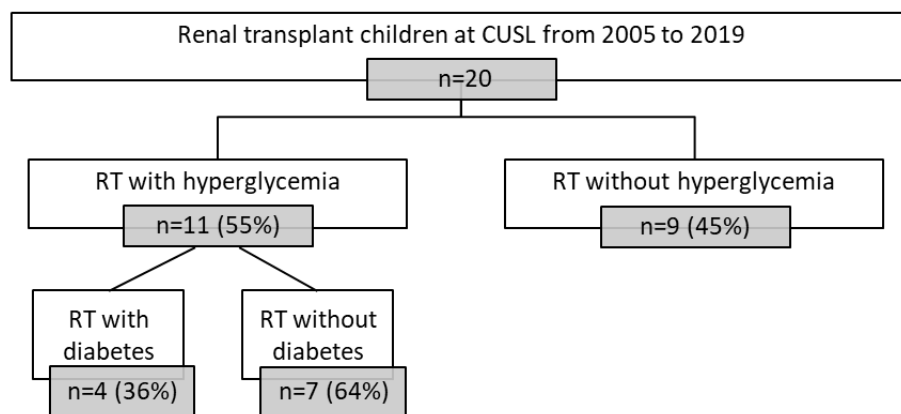 Renal transplant children at CUSL from 2005 to 2019
n=20
RT with hyperglycemia
n=11 (55%)
RT without hyperglycemia
n=9 (45%)
RT with
diabetes
n=4 (36%)
RT without
diabetes
n=7 (64%)